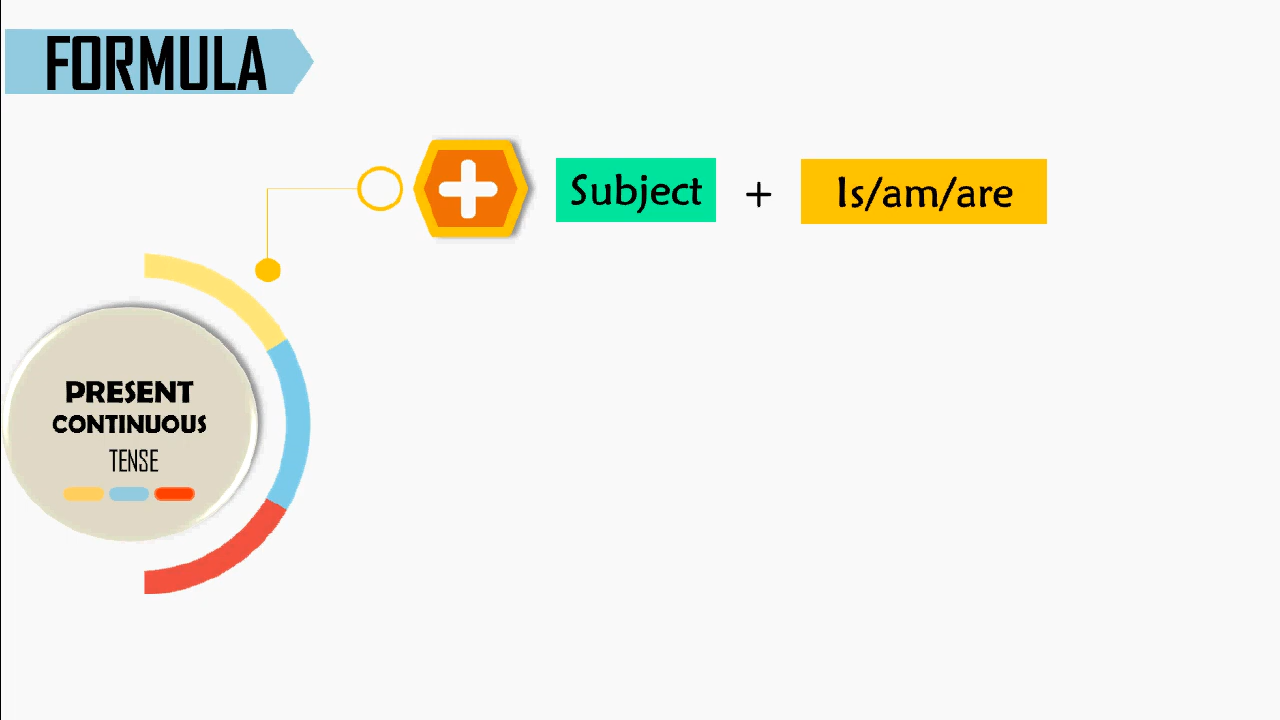 FORMULA
Subject + Is/am/are
PRESENT
CONTINUOUS
TENSE